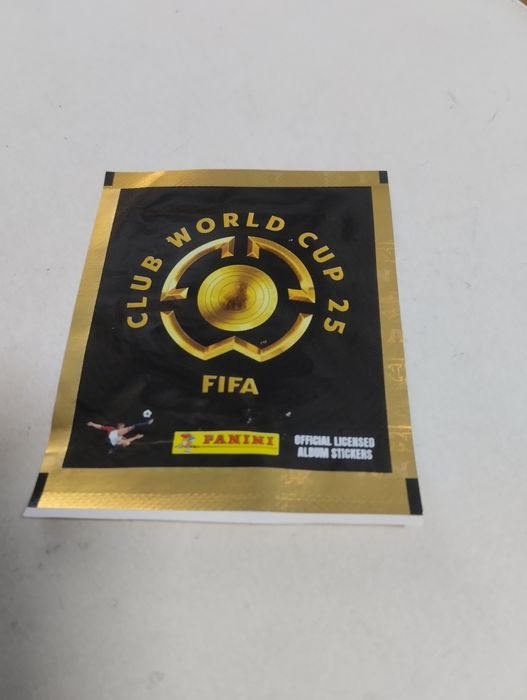 CLUB WORLD CUP 25
FIFA
PANINI
OFFICIAL LICENSED
ALBUM STICKERS